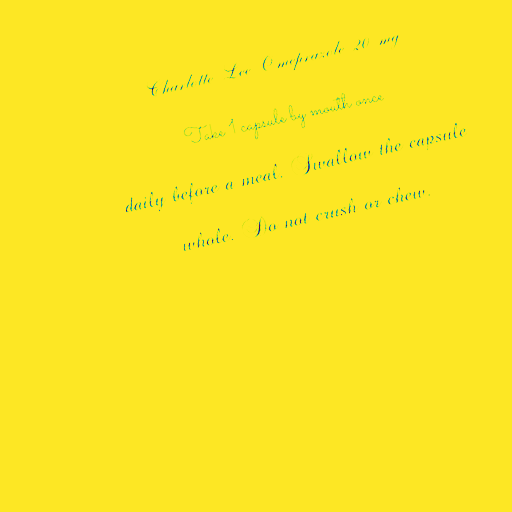 Charlotte Lee Omeprazole 20 mg
Take 1 capsule by mouth once
daily before a meal. Swallow the capsule
whole. Do not crush or chew.